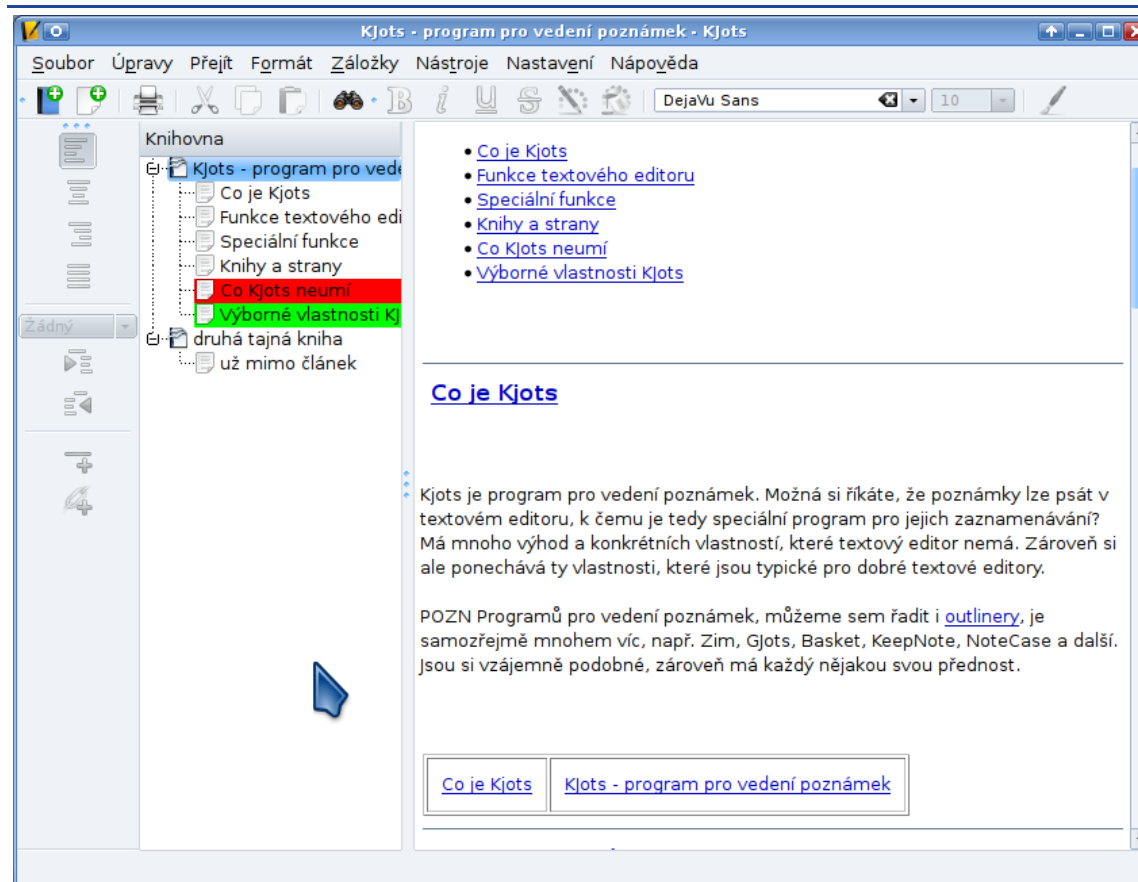 KJots - program pro vedení poznámek - KJots
Soubor Úpravy Přejít Formát Záložky Nástroje Nastavení Nápověda
DejaVu Sans 10
Knihovna
KJots - program pro vede
Co je Kjots
Funkce textového edi
Speciální funkce
Knihy a strany
Co KJots neumí
Výborné vlastnosti KJ
druhá tajná kniha
už mimo článek
Žádný
• Co je Kjots
• Funkce textového editoru
• Speciální funkce
• Knihy a strany
• Co KJots neumí
• Výborné vlastnosti KJots
Co je Kjots
Kjots je program pro vedení poznámek. Možná si říkáte, že poznámky lze psát v
textovém editoru, k čemu je tedy speciální program pro jejich zaznamenávání?
Má mnoho výhod a konkrétních vlastností, které textový editor nemá. Zároveň si
ale ponechává ty vlastnosti, které jsou typické pro dobré textové editory.
POZN Programů pro vedení poznámek, můžeme sem řadit i outlinery, je
samozřejmě mnohem víc, např. Zim, GJots, Basket, KeepNote, NoteCase a další.
Jsou si vzájemně podobné, zároveň má každý nějakou svou přednost.
Co je Kjots KJots - program pro vedení poznámek